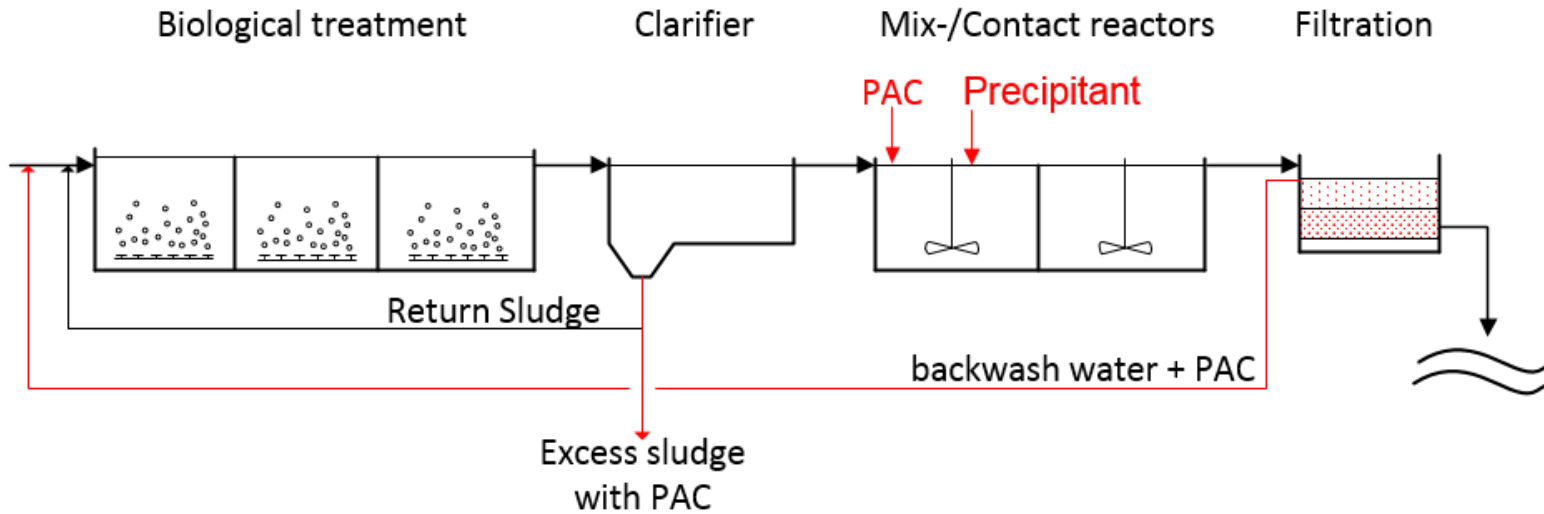 Biological treatment
Clarifier
Mix-/Contact reactors
Filtration
PAC
Precipitant
Return Sludge
backwash water + PAC
Excess sludge
with PAC